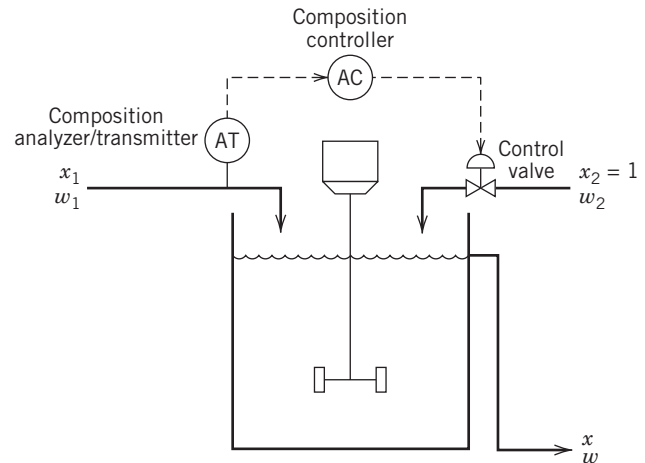 Composition
controller
AC
Composition
analyzer/transmitter
AT
Control
valve
x₁
w₁
x₂ = 1
w₂
x
w